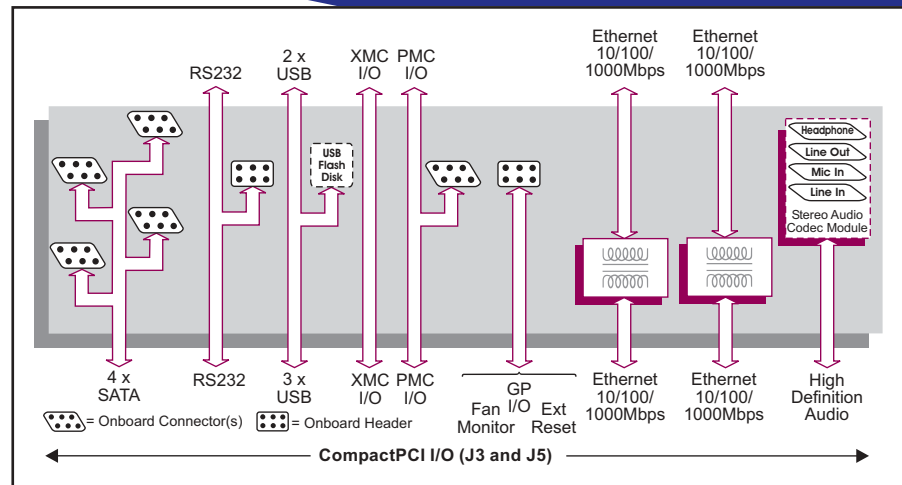 RS232
2 x
USB
XMC
I/O
PMC
I/O
Ethernet
10/100/
1000Mbps
Ethernet
10/100/
1000Mbps
USB
Flash
Disk
Headphone
Line Out
Mic In
Line In
Stereo Audio
Codec Module
4 x
SATA
RS232
3 x
USB
XMC
I/O
PMC
I/O
GP
I/O
Fan
Monitor
Ext
Reset
Ethernet
10/100/
1000Mbps
Ethernet
10/100/
1000Mbps
High
Definition
Audio
= Onboard Connector(s)
= Onboard Header
CompactPCI I/O (J3 and J5)